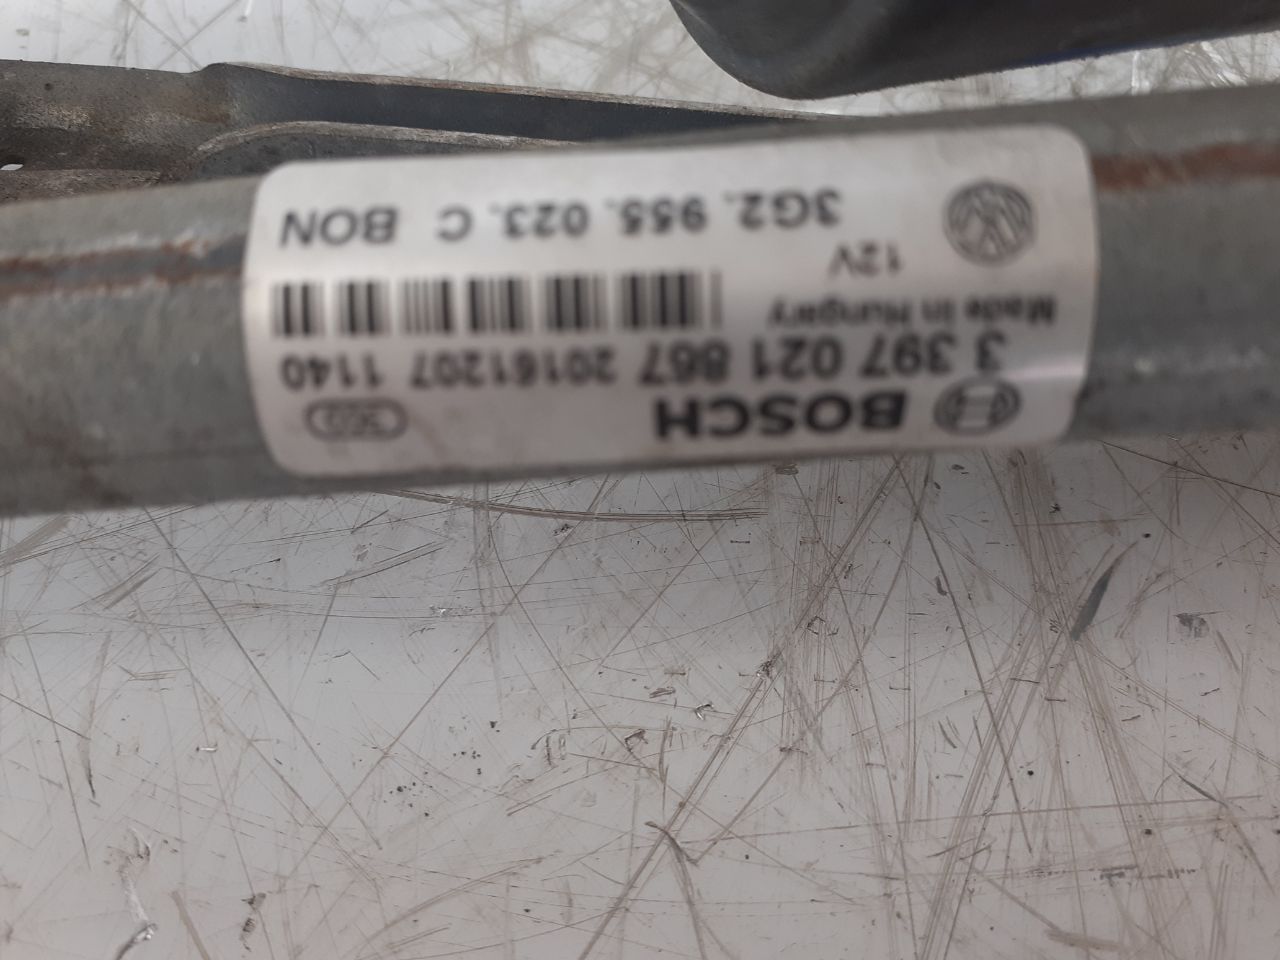 BOSCH
3 397 021 867 20161207 1140
Made in Hungary
12V
3G2. 955. 023. C BON